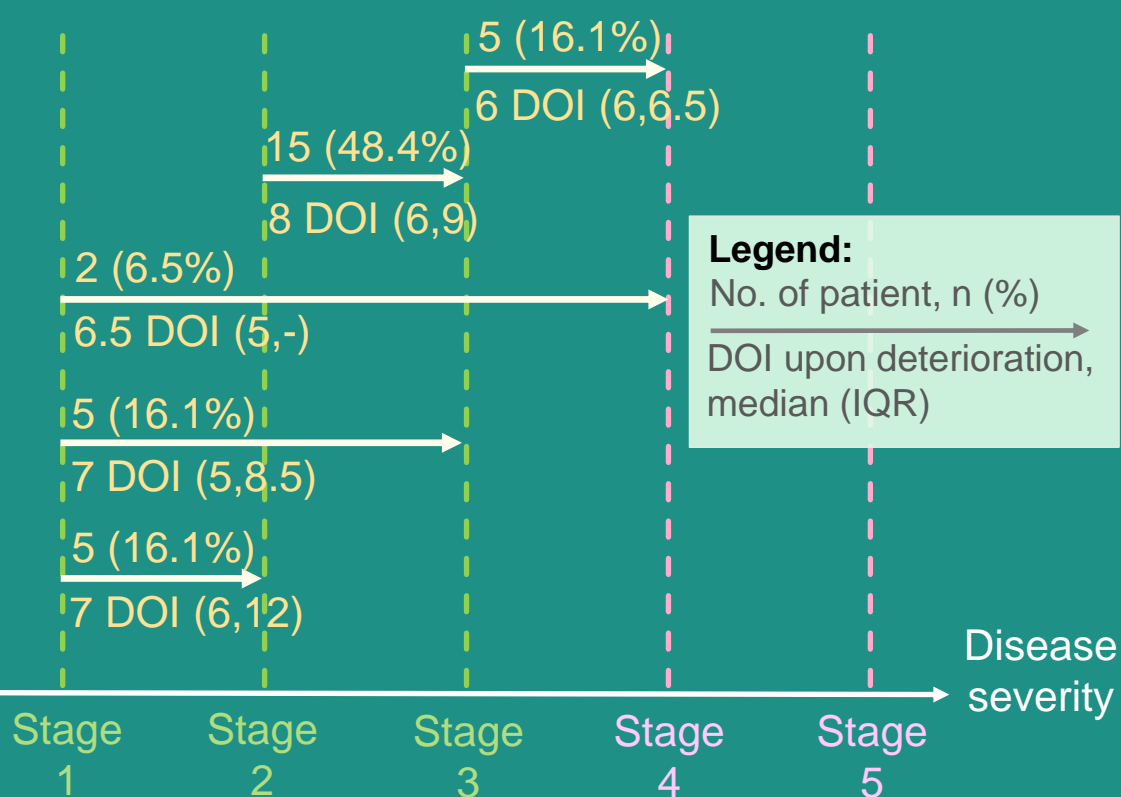 5 (16.1%)
6 DOI (6,6.5)
15 (48.4%)
8 DOI (6,9)
2 (6.5%)
6.5 DOI (5,-)
5 (16.1%)
7 DOI (5,8.5)
5 (16.1%)
7 DOI (6,12)
Legend:
No. of patient, n (%)
DOI upon deterioration,
median (IQR)
Disease
severity
Stage
1
Stage
2
Stage
3
Stage
4
Stage
5